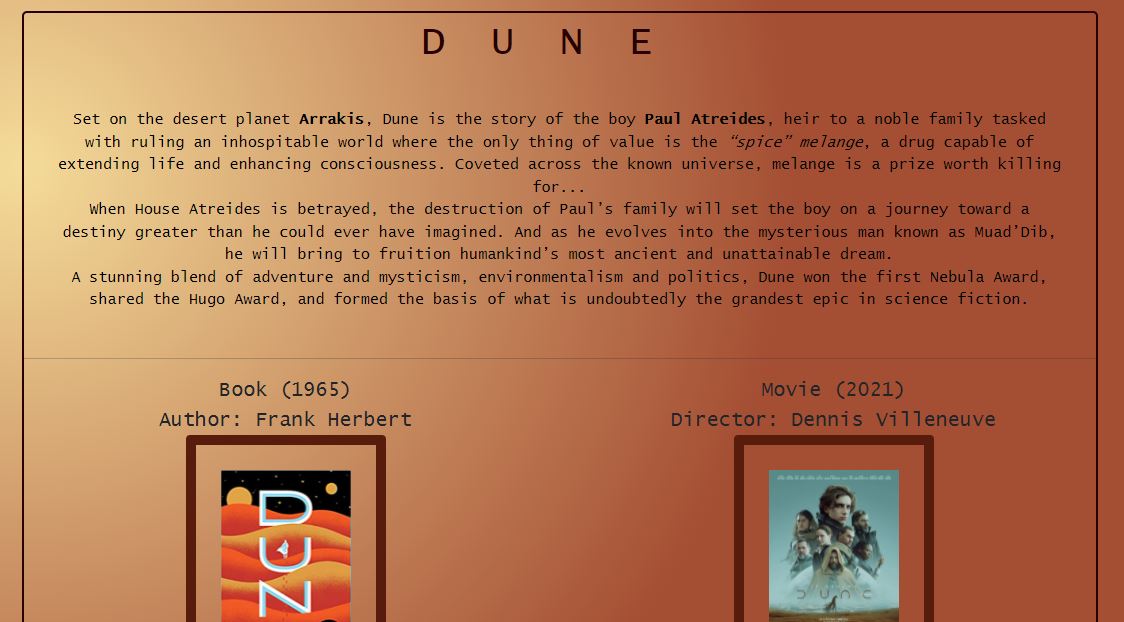 D U N E
Set on the desert planet Arrakis, Dune is the story of the boy Paul Atreides, heir to a noble family tasked
with ruling an inhospitable world where the only thing of value is the “spice” melange, a drug capable of
extending life and enhancing consciousness. Coveted across the known universe, melange is a prize worth killing
for...
When House Atreides is betrayed, the destruction of Paul’s family will set the boy on a journey toward a
destiny greater than he could ever have imagined. And as he evolves into the mysterious man known as Muad’Dib,
he will bring to fruition humankind’s most ancient and unattainable dream.
A stunning blend of adventure and mysticism, environmentalism and politics, Dune won the first Nebula Award,
shared the Hugo Award, and formed the basis of what is undoubtedly the grandest epic in science fiction.
Book (1965)
Author: Frank Herbert
Movie (2021)
Director: Dennis Villeneuve
D
U
N
DUNE